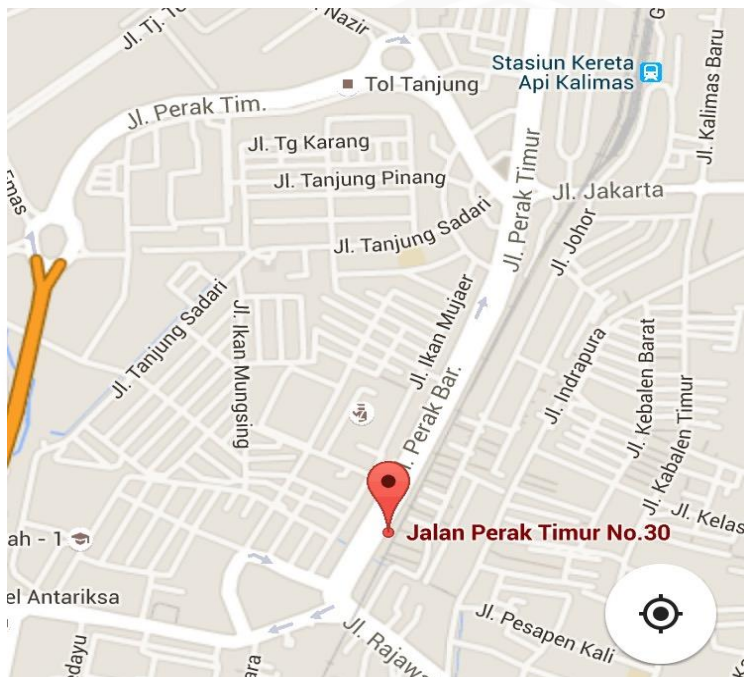 Jl. Tj. T
Nazir
Stasiun Kereta
Api Kalimas
G
Jl. Kalimas Baru
Tol Tanjung
Jl. Perak Tim.
Jl. Tg Karang
Jl. Tanjung Pinang
Jl. Perak Timur
Jl. Jakarta
Emas
Jl. Tanjung Sadari
Jl. Johor
Jl. Tanjung Sadari
Jl. Ikan Mungsing
Jl. Ikan Mujaer
Perak Bar.
Jl. Indrapura
Jl. Kebalen Barat
Jl. Kabalen Timur
Jl. Kelas
Jalan Perak Timur No.30
ah - 1
el Antariksa
Jl. Pesapen Kali
Jl. Rajawa
edayu
ara